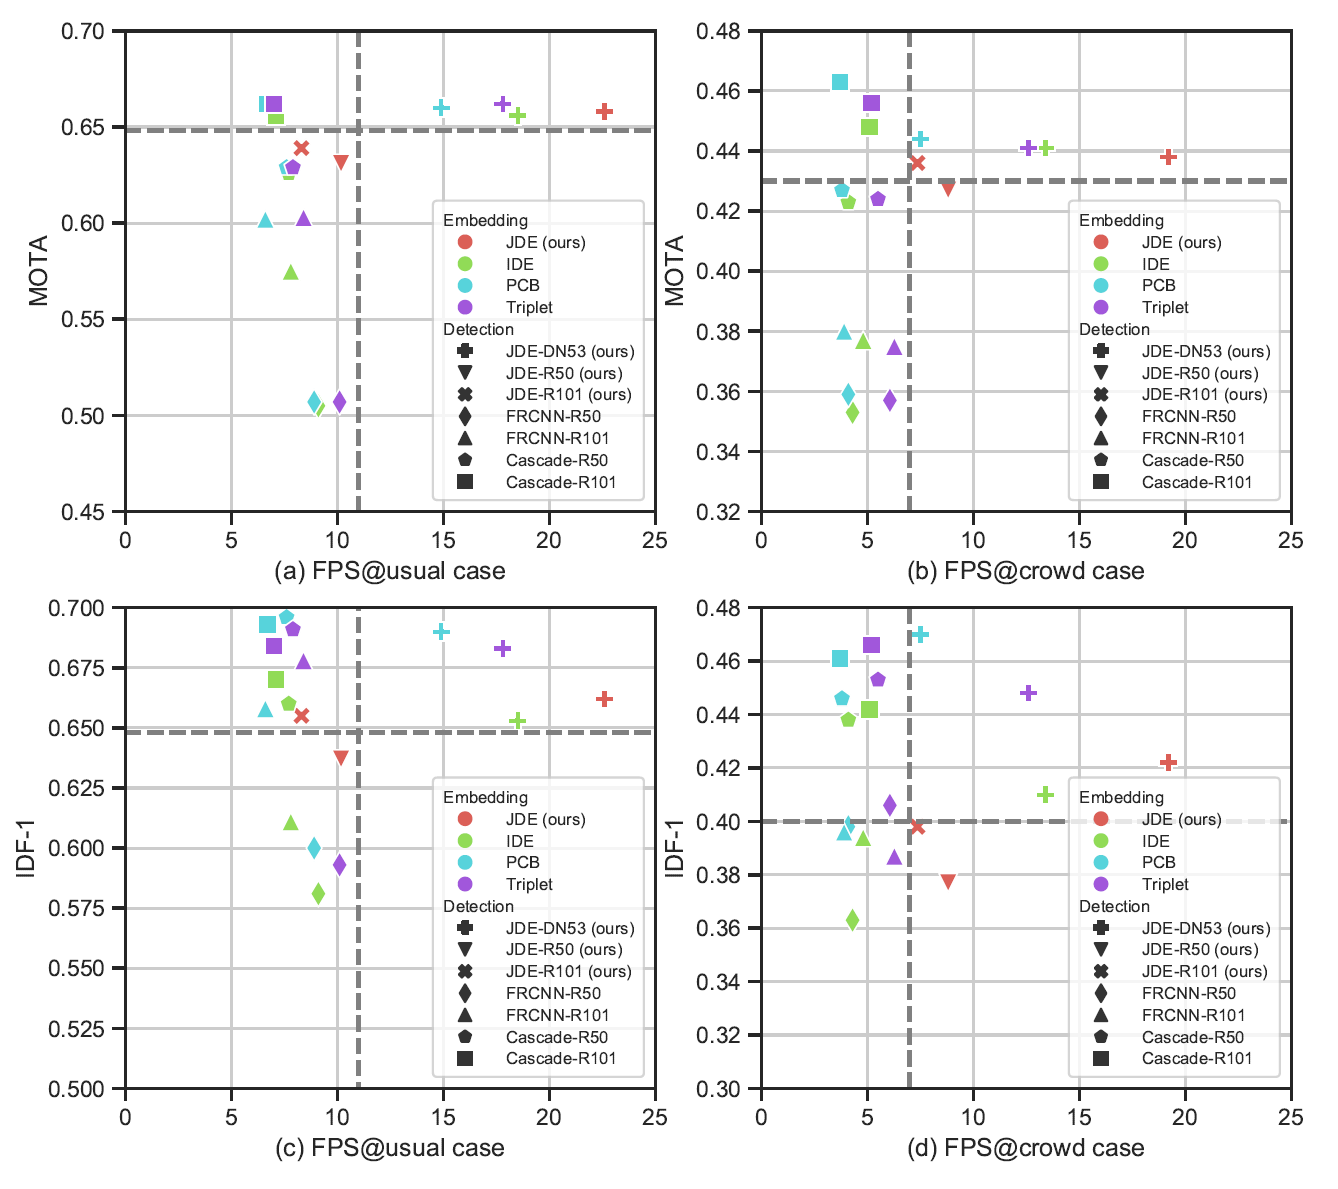 0.70
0.65
0.60
0.55
0.50
0.45
MOTA
0 5 10 15 20 25
(a) FPS@usual case
Embedding
JDE (ours)
IDE
PCB
Triplet
Detection
JDE-DN53 (ours)
JDE-R50 (ours)
JDE-R101 (ours)
FRCNN-R50
FRCNN-R101
Cascade-R50
Cascade-R101
0.48
0.46
0.44
0.42
0.40
0.38
0.36
0.34
0.32
MOTA
0 5 10 15 20 25
(b) FPS@crowd case
Embedding
JDE (ours)
IDE
PCB
Triplet
Detection
JDE-DN53 (ours)
JDE-R50 (ours)
JDE-R101 (ours)
FRCNN-R50
FRCNN-R101
Cascade-R50
Cascade-R101
0.700
0.675
0.650
0.625
0.600
0.575
0.550
0.525
0.500
IDF-1
0 5 10 15 20 25
(c) FPS@usual case
Embedding
JDE (ours)
IDE
PCB
Triplet
Detection
JDE-DN53 (ours)
JDE-R50 (ours)
JDE-R101 (ours)
FRCNN-R50
FRCNN-R101
Cascade-R50
Cascade-R101
0.48
0.46
0.44
0.42
0.40
0.38
0.36
0.34
0.32
0.30
IDF-1
0 5 10 15 20 25
(d) FPS@crowd case
Embedding
JDE (ours)
IDE
PCB
Triplet
Detection
JDE-DN53 (ours)
JDE-R50 (ours)
JDE-R101 (ours)
FRCNN-R50
FRCNN-R101
Cascade-R50
Cascade-R101